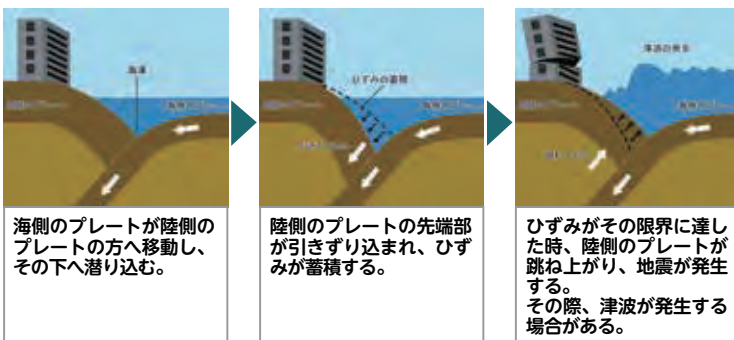 海溝
ひずみの蓄積
津波の発生
海側のプレートが陸側の
プレートの方へ移動し、
その下へ潜り込む。
陸側のプレートの先端部
が引きずり込まれ、ひず
みが蓄積する。
ひずみがその限界に達し
た時、陸側のプレートが
跳ね上がり、地震が発生
する。
その際、津波が発生する
場合がある。